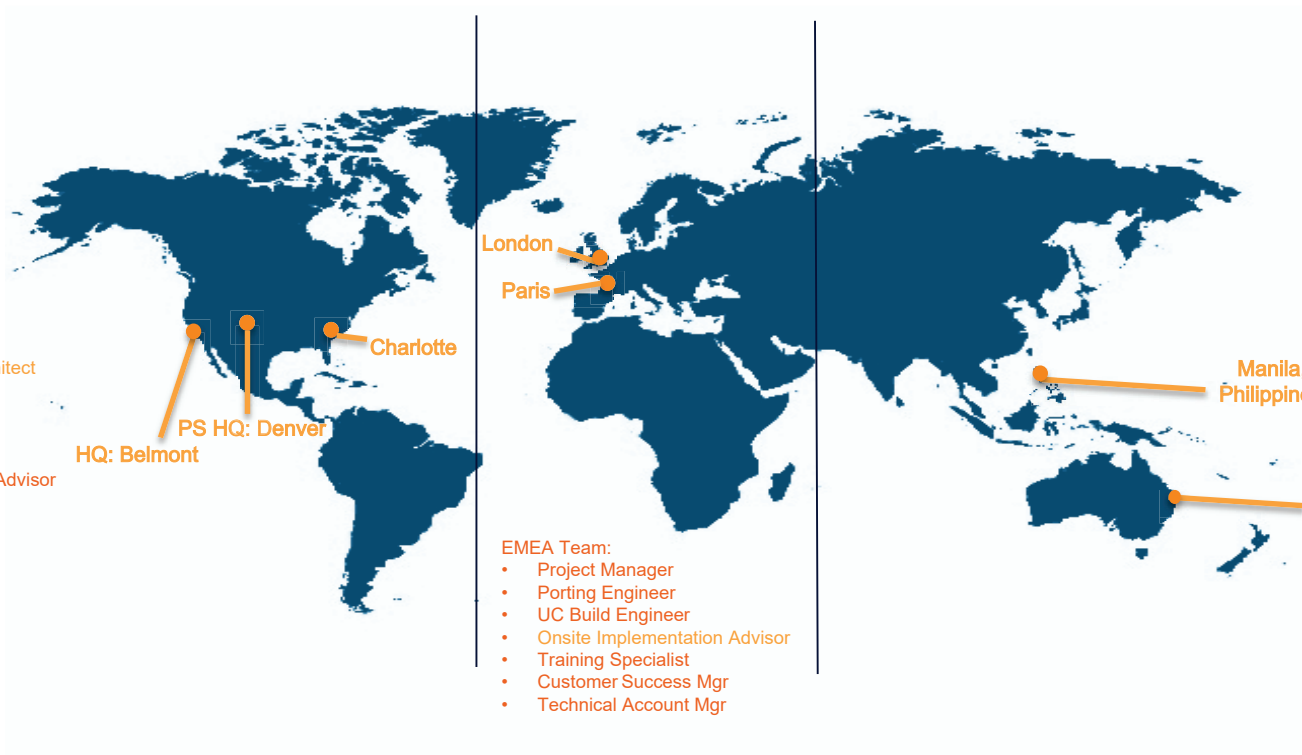 London
Paris
Charlotte
itect
Manila
Philippin
PS HQ: Denver
HQ: Belmont
Advisor
EMEA Team:
• Project Manager
• Porting Engineer
• UC Build Engineer
• Onsite Implementation Advisor
• Training Specialist
• Customer Success Mgr
• Technical Account Mgr